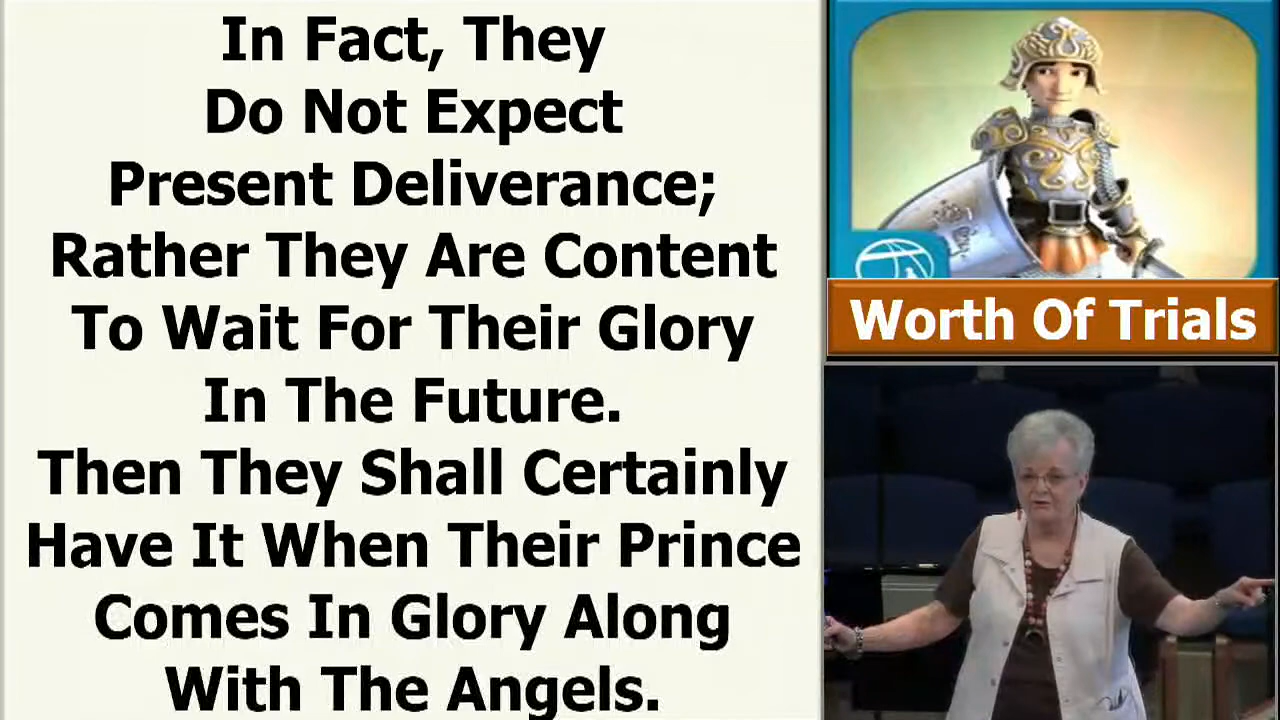 In Fact, They
Do Not Expect
Present Deliverance;
Rather They Are Content
To Wait For Their Glory
In The Future.
Then They Shall Certainly
Have It When Their Prince
Comes In Glory Along
With The Angels.
Worth Of Trials